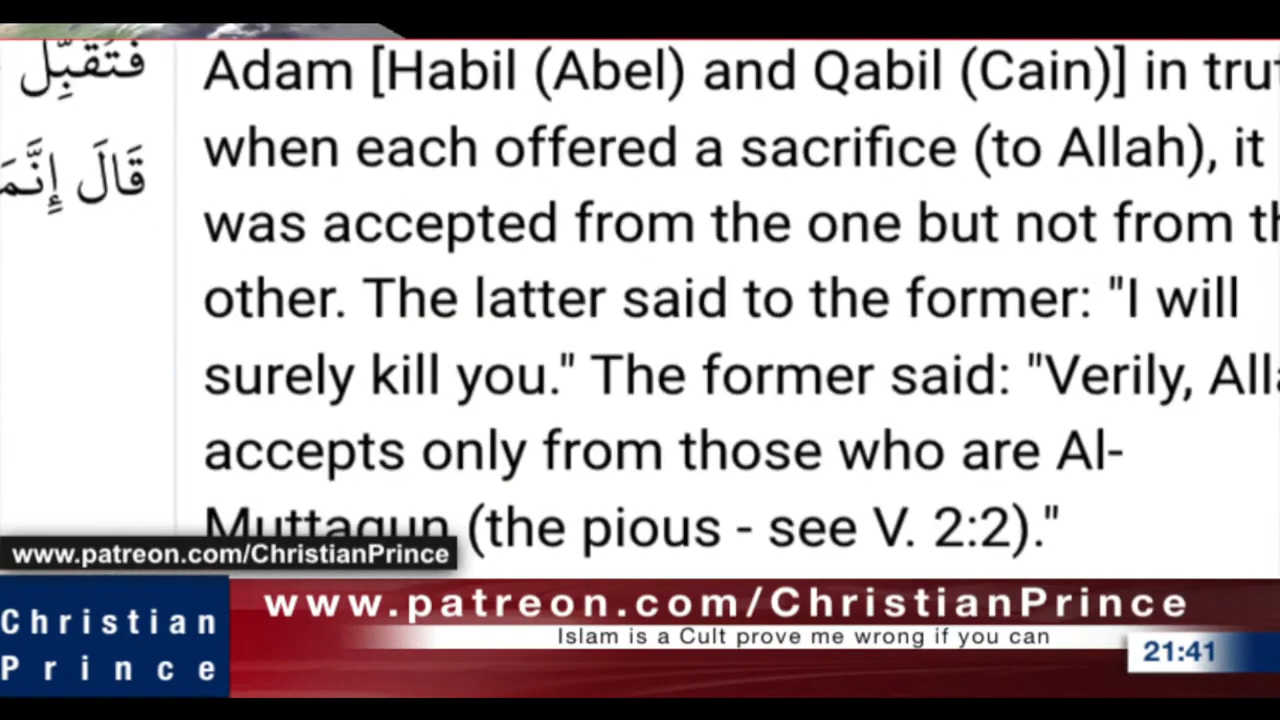 فَتُقُبِّلَ
قَالَ إِنَّمَ
Adam [Habil (Abel) and Qabil (Cain)] in tru
when each offered a sacrifice (to Allah), it
was accepted from the one but not from th
other. The latter said to the former: "I will
surely kill you." The former said: "Verily, Alla
accepts only from those who are Al-
Muttaqun (the pious - see V. 2:2)."
www.patreon.com/ChristianPrince
Christian
Prince
www.patreon.com/ChristianPrince
Islam is a Cult prove me wrong if you can
21:41